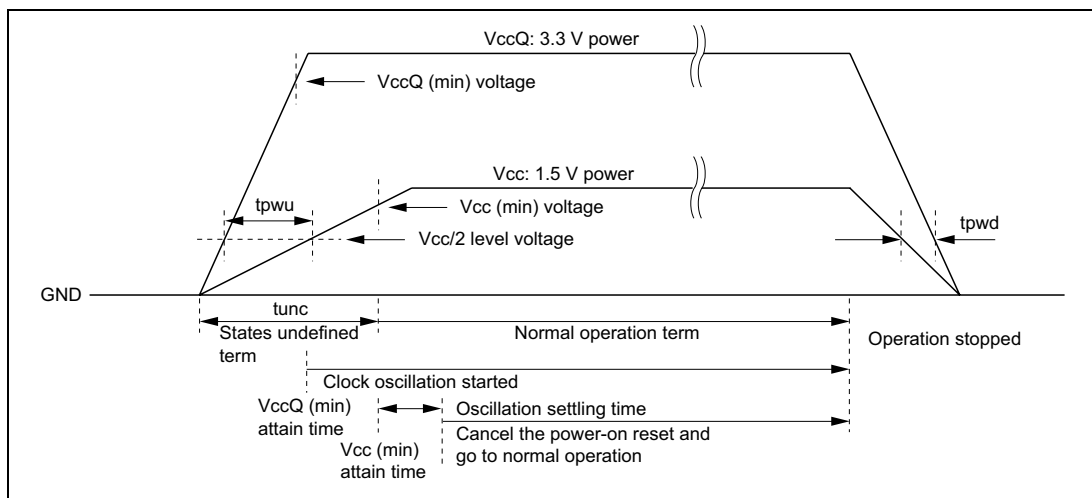 VccQ: 3.3 V power
VccQ (min) voltage
Vcc: 1.5 V power
tpwu
Vcc (min) voltage
Vcc/2 level voltage
tpwd
GND
tunc
States undefined
term
Normal operation term
Operation stopped
Clock oscillation started
VccQ (min)
attain time
Oscillation settling time
Cancel the power-on reset and
go to normal operation
Vcc (min)
attain time